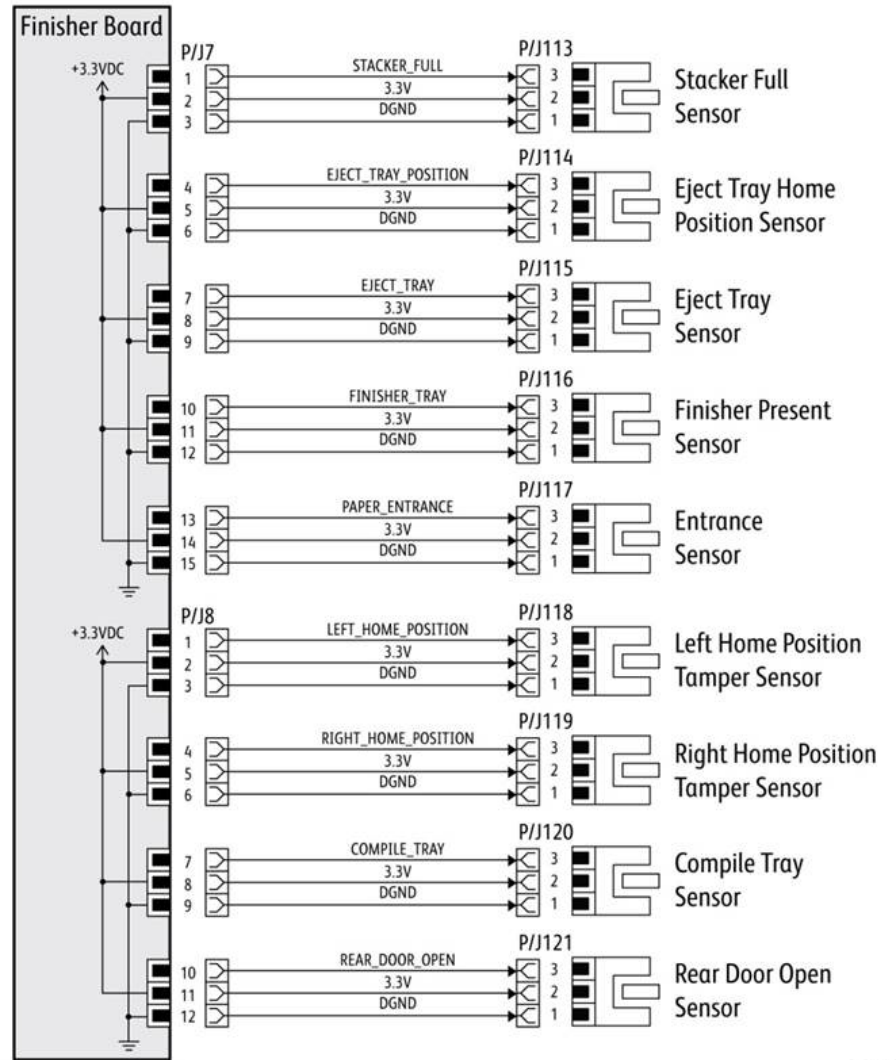 Finisher Board
P/J7
P/J113
+3.3VDC
1 STACKER_FULL 3
2 3.3V 2
3 DGND 1
Stacker Full
Sensor
P/J114
4 EJECT_TRAY_POSITION 3
5 3.3V 2
6 DGND 1
Eject Tray Home
Position Sensor
P/J115
7 EJECT_TRAY 3
8 3.3V 2
9 DGND 1
Eject Tray
Sensor
P/J116
10 FINISHER_TRAY 3
11 3.3V 2
12 DGND 1
Finisher Present
Sensor
P/J117
13 PAPER_ENTRANCE 3
14 3.3V 2
15 DGND 1
Entrance
Sensor
P/J8
P/J118
+3.3VDC
1 LEFT_HOME_POSITION 3
2 3.3V 2
3 DGND 1
Left Home Position
Tamper Sensor
P/J119
4 RIGHT_HOME_POSITION 3
5 3.3V 2
6 DGND 1
Right Home Position
Tamper Sensor
P/J120
7 COMPILE_TRAY 3
8 3.3V 2
9 DGND 1
Compile Tray
Sensor
P/J121
10 REAR_DOOR_OPEN 3
11 3.3V 2
12 DGND 1
Rear Door Open
Sensor